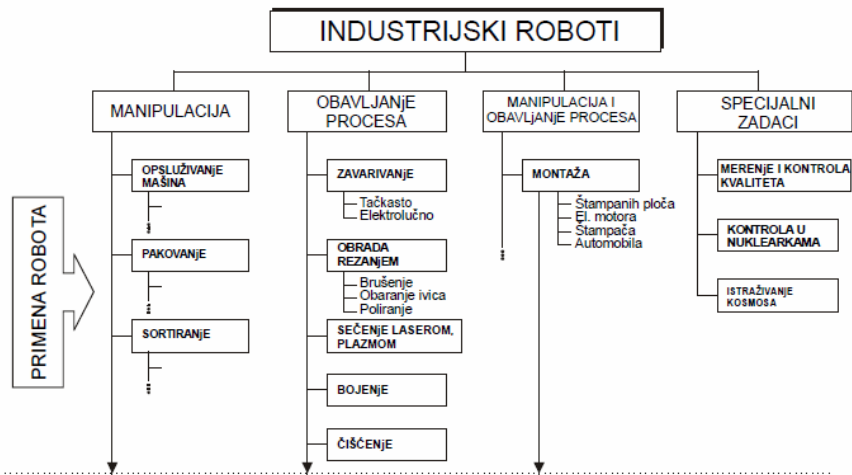 INDUSTRIJSKI ROBOTI
PRIMENA ROBOTA
MANIPULACIJA
OPSLUŽIVANjE
MAŠINA
PAKOVANjE
SORTIRANjE
OBAVLJANjE
PROCESA
ZAVARIVANjE
Tačkasto
Elektrolučno
OBRADA
REZANjEM
Brušenje
Obaranje ivica
Poliranje
SEČENjE LASEROM,
PLAZMOM
BOJENjE
ČIŠĆENjE
MANIPULACIJA I
OBAVLjANjE PROCESA
MONTAŽA
Štampanih ploča
El. motora
Štampača
Automobila
SPECIJALNI
ZADACI
MERENjE I KONTROLA
KVALITETA
KONTROLA U
NUKLEARKAMA
ISTRAŽIVANjE
KOSMOSA